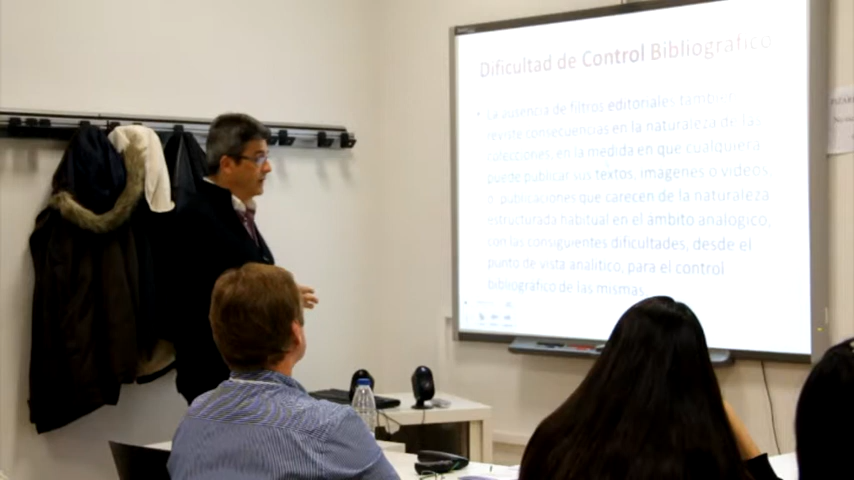 Dificultad de Control Bibliográfico
• La ausencia de filtros editoriales también
reviste consecuencias en la naturaleza de las
colecciones, en la medida en que cualquiera
puede publicar sus textos, imágenes o videos
o publicaciones que carecen de la naturaleza
estructurada habitual en el ámbito analógico,
con las consiguientes dificultades, desde el
punto de vista analítico, para el control
bibliográfico de las mismas.